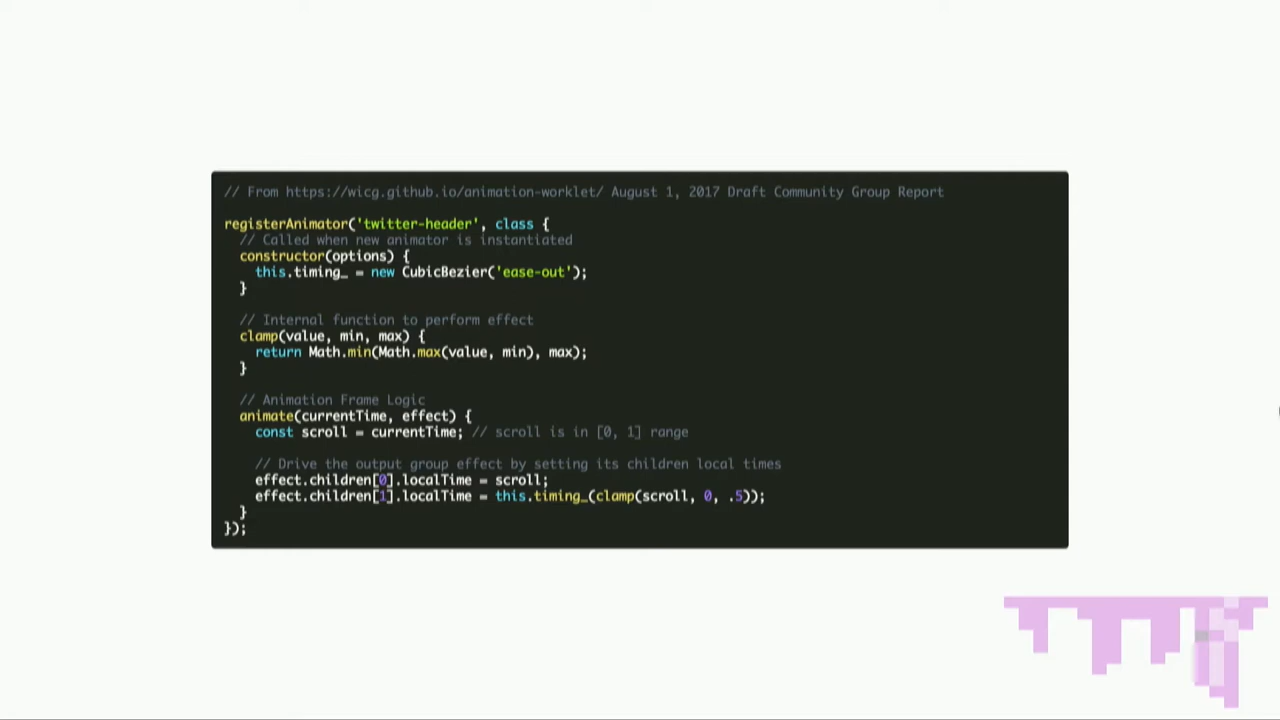 // From https://wicg.github.io/animation-worklet/ August 1, 2017 Draft Community Group Report
registerAnimator('twitter-header', class {
// Called when new animator is instantiated
constructor(options) {
this.timing_ = new CubicBezier('ease-out');
}
// Internal function to perform effect
clamp(value, min, max) {
return Math.min(Math.max(value, min), max);
}
// Animation Frame Logic
animate(currentTime, effect) {
const scroll = currentTime; // scroll is in [0, 1] range
// Drive the output group effect by setting its children local times
effect.children[0].localTime = scroll;
effect.children[1].localTime = this.timing_(clamp(scroll, 0, .5));
}
});